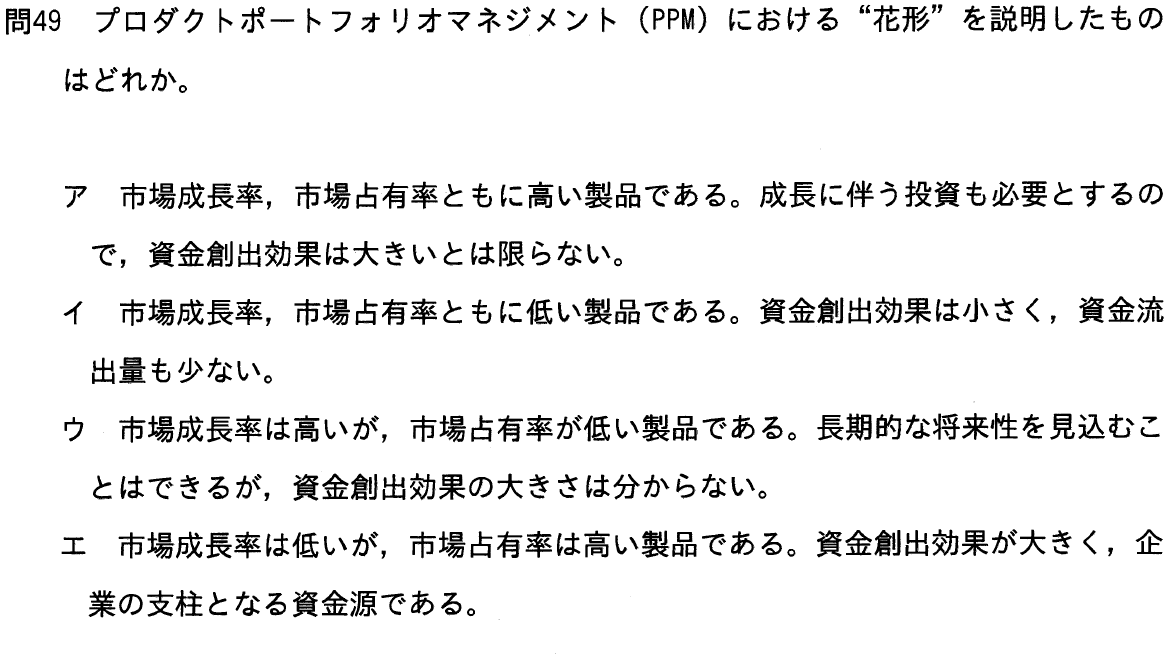 問49　プロダクトポートフォリオマネジメント（PPM）における“花形”を説明したもの
はどれか。
ア　市場成長率，市場占有率ともに高い製品である。成長に伴う投資も必要とするの
で，資金創出効果は大きいとは限らない。
イ　市場成長率，市場占有率ともに低い製品である。資金創出効果は小さく，資金流
出量も少ない。
ウ　市場成長率は高いが，市場占有率が低い製品である。長期的な将来性を見込むこ
とはできるが，資金創出効果の大きさは分からない。
エ　市場成長率は低いが，市場占有率は高い製品である。資金創出効果が大きく，企
業の支柱となる資金源である。